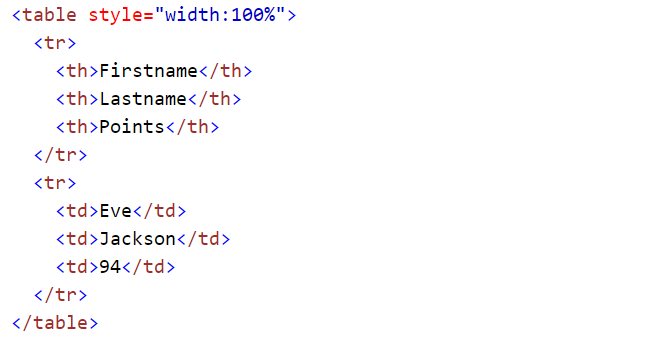 <table style="width:100%">
  <tr>
    <th>Firstname</th>
    <th>Lastname</th>
    <th>Points</th>
  </tr>
  <tr>
    <td>Eve</td>
    <td>Jackson</td>
    <td>94</td>
  </tr>
</table>